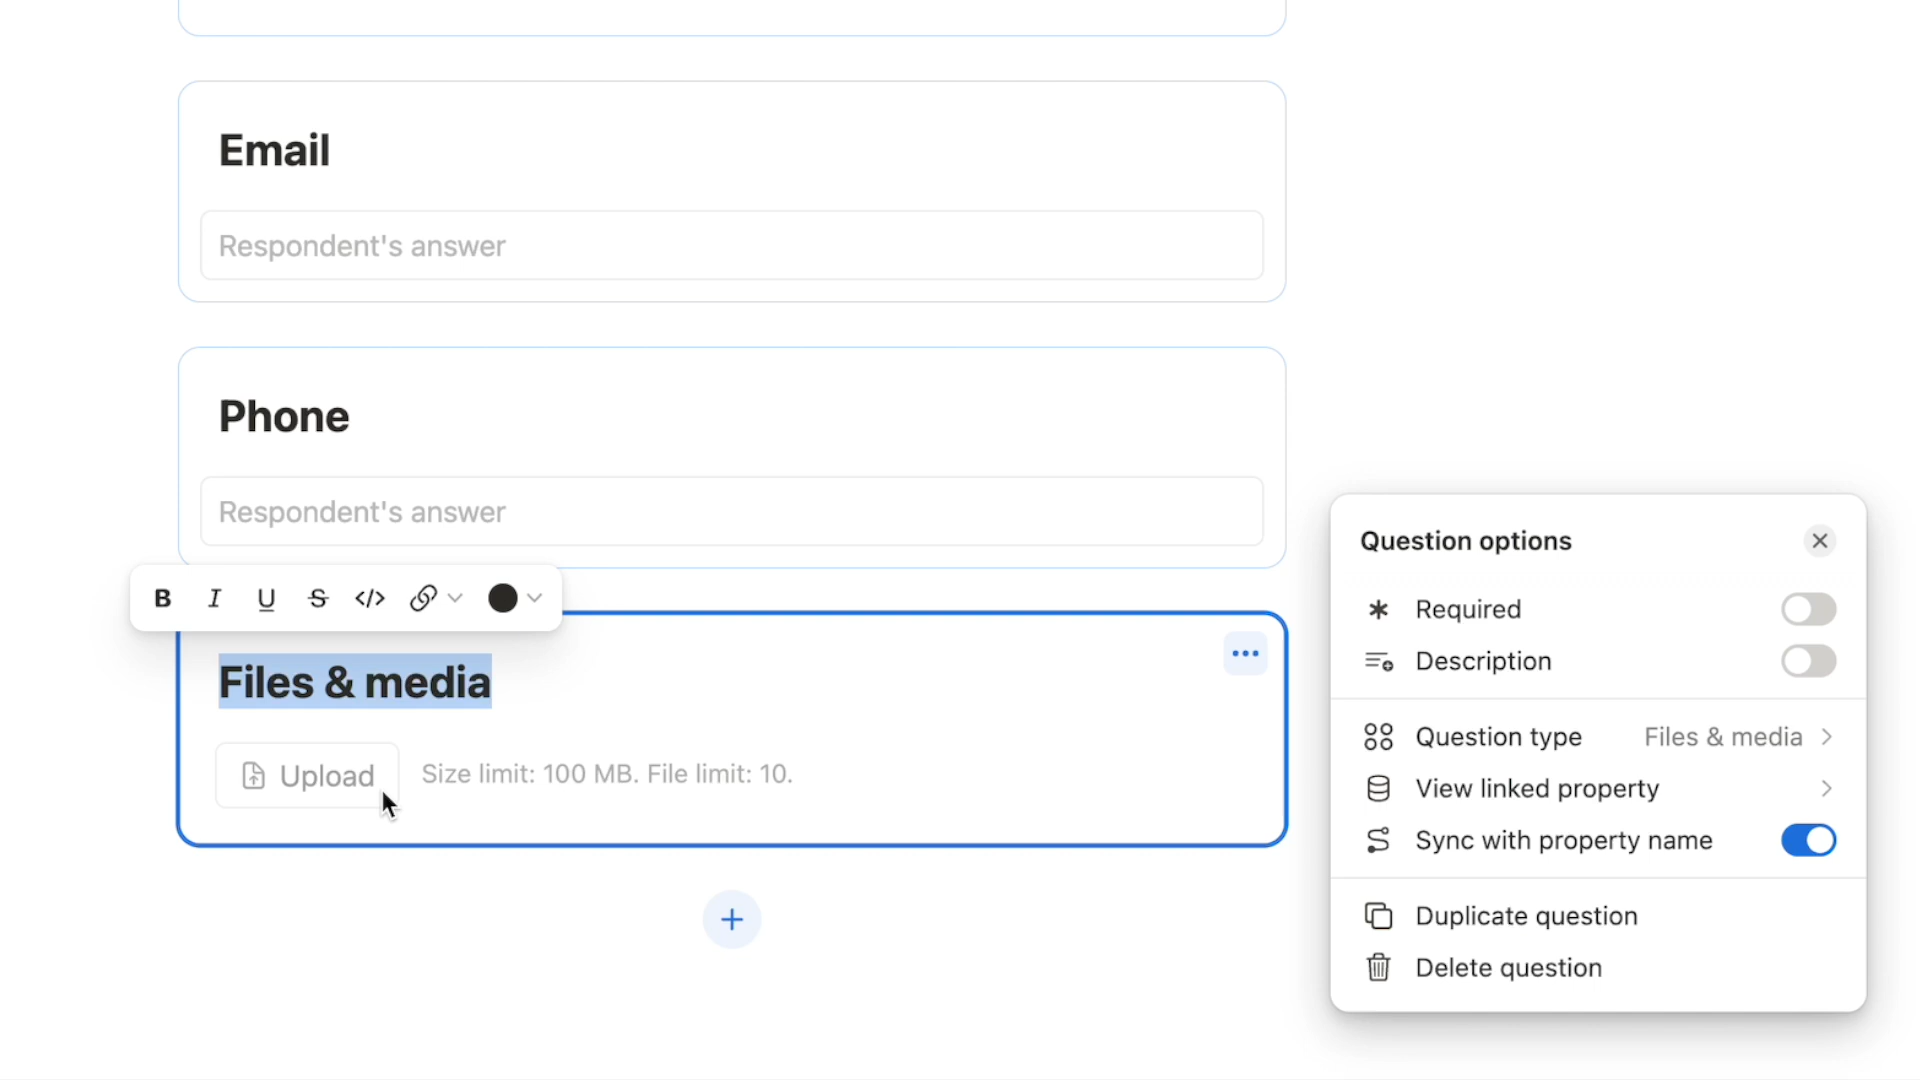 Email
Respondent's answer
Phone
Respondent's answer
B I U S </>
Files & media
Upload
Size limit: 100 MB. File limit: 10.
Question options
Required
Description
Question type Files & media
View linked property
Sync with property name
Duplicate question
Delete question